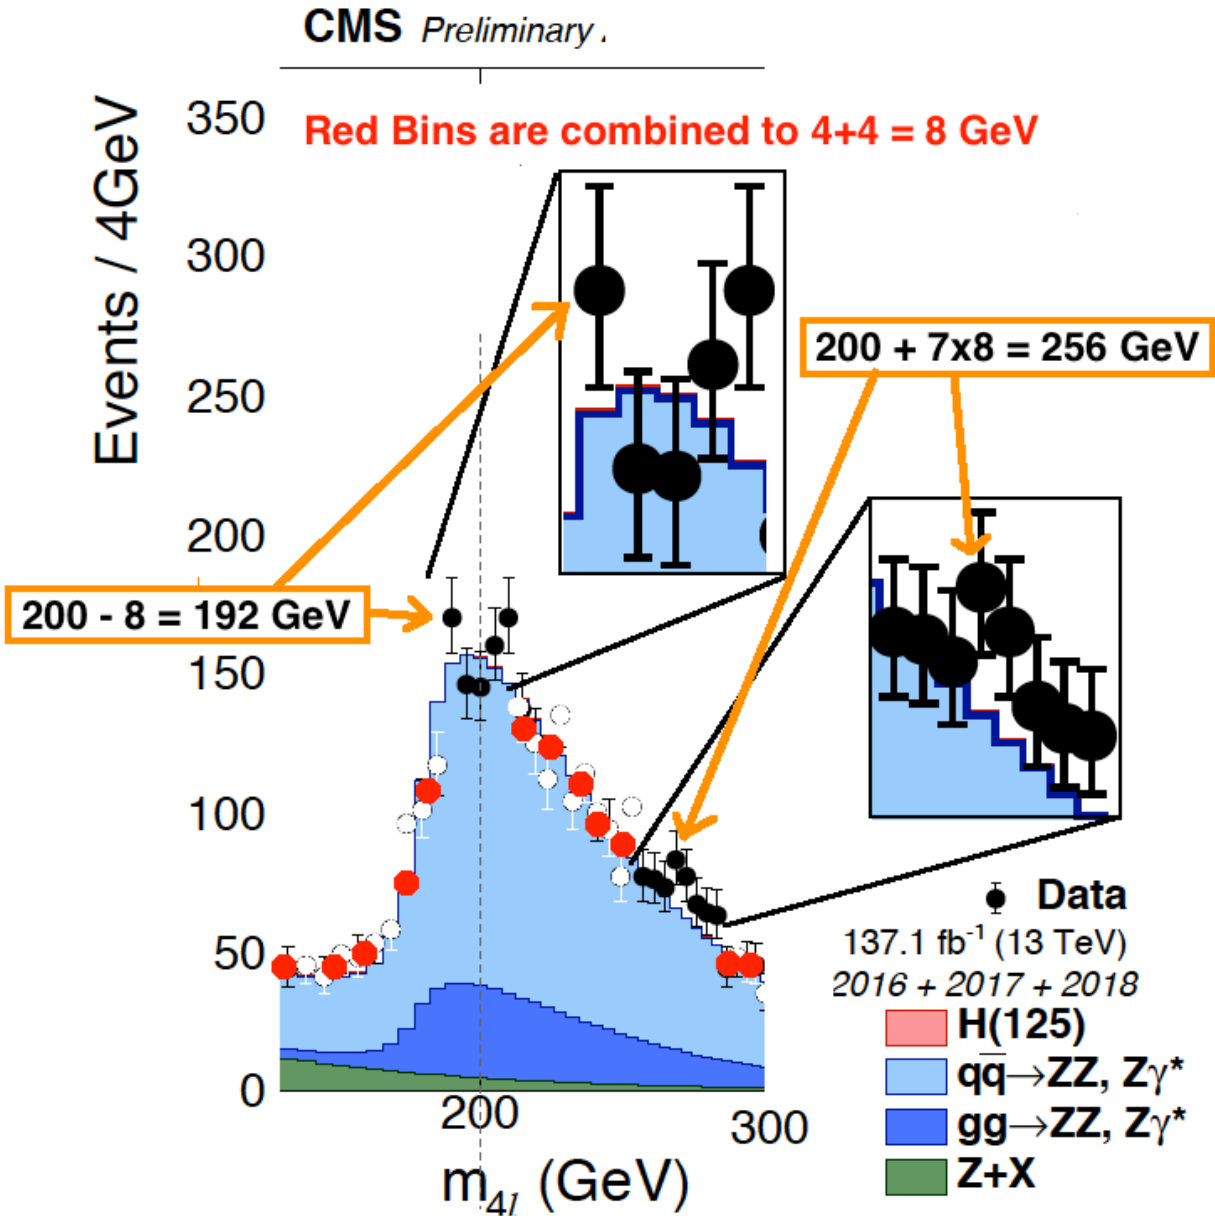 CMS Preliminary
Red Bins are combined to 4+4 = 8 GeV
Events / 4GeV
350
300
250
200
150
100
50
0
200 + 7x8 = 256 GeV
200 - 8 = 192 GeV
Data
137.1 fb⁻¹ (13 TeV)
2016 + 2017 + 2018
H(125)
qq̅→ZZ, Zγ*
gg→ZZ, Zγ*
Z+X
200
300
m₄ₗ (GeV)